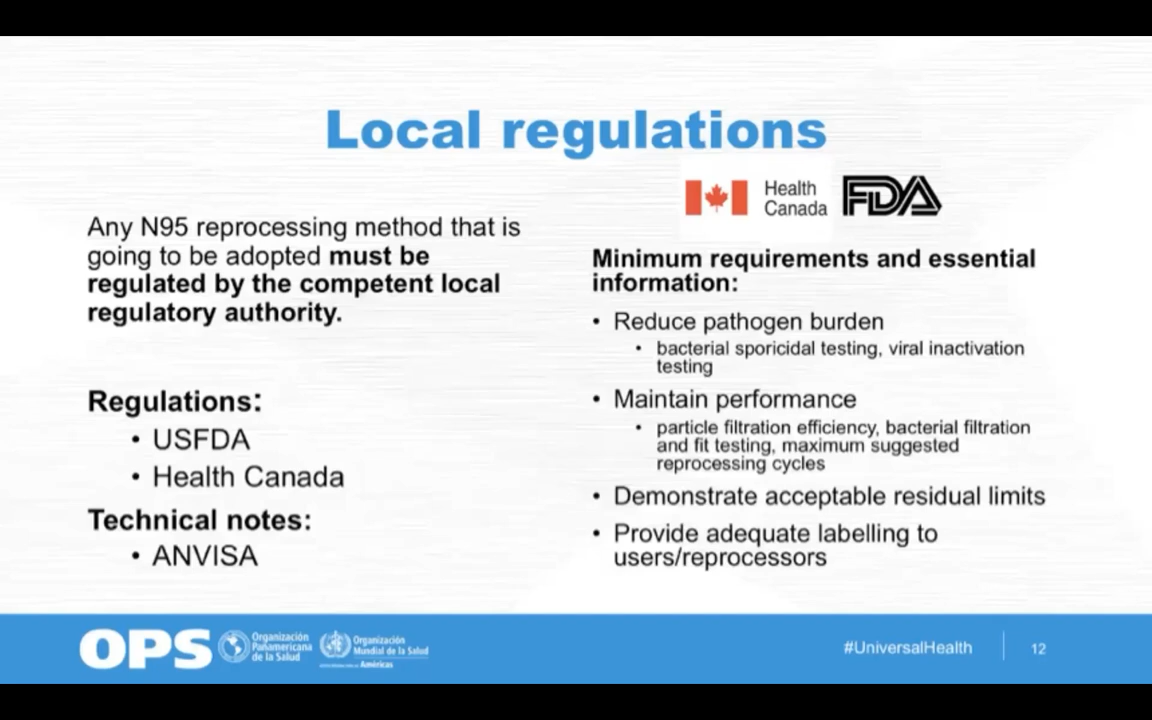 Local regulations
Health
Canada
FDA
Any N95 reprocessing method that is
going to be adopted must be
regulated by the competent local
regulatory authority.
Regulations:
• USFDA
• Health Canada
Technical notes:
• ANVISA
Minimum requirements and essential
information:
• Reduce pathogen burden
• bacterial sporicidal testing, viral inactivation
testing
• Maintain performance
• particle filtration efficiency, bacterial filtration
and fit testing, maximum suggested
reprocessing cycles
• Demonstrate acceptable residual limits
• Provide adequate labelling to
users/reprocessors
OPS
Organización
Panamericana
de la Salud
Organización
Mundial de la Salud
Américas
#UniversalHealth
12